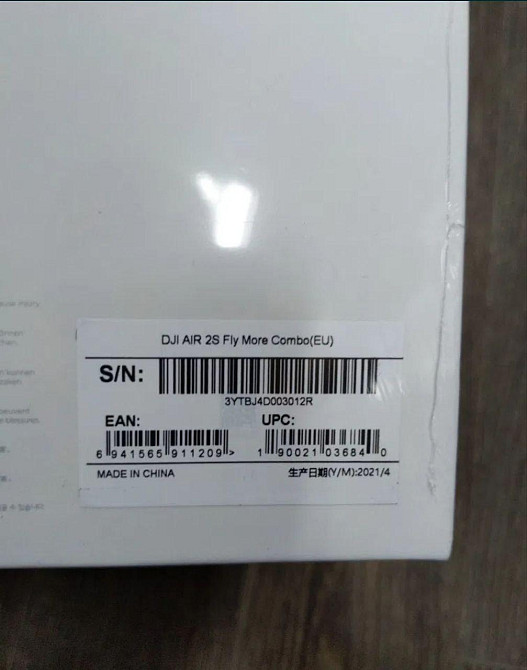 DJI AIR 2S Fly More Combo(EU)
S/N:
3YTBJ4D003012R
EAN: UPC:
6 941565 911209> 1 90021 03684 0
MADE IN CHINA 生产日期(Y/M):2021/4